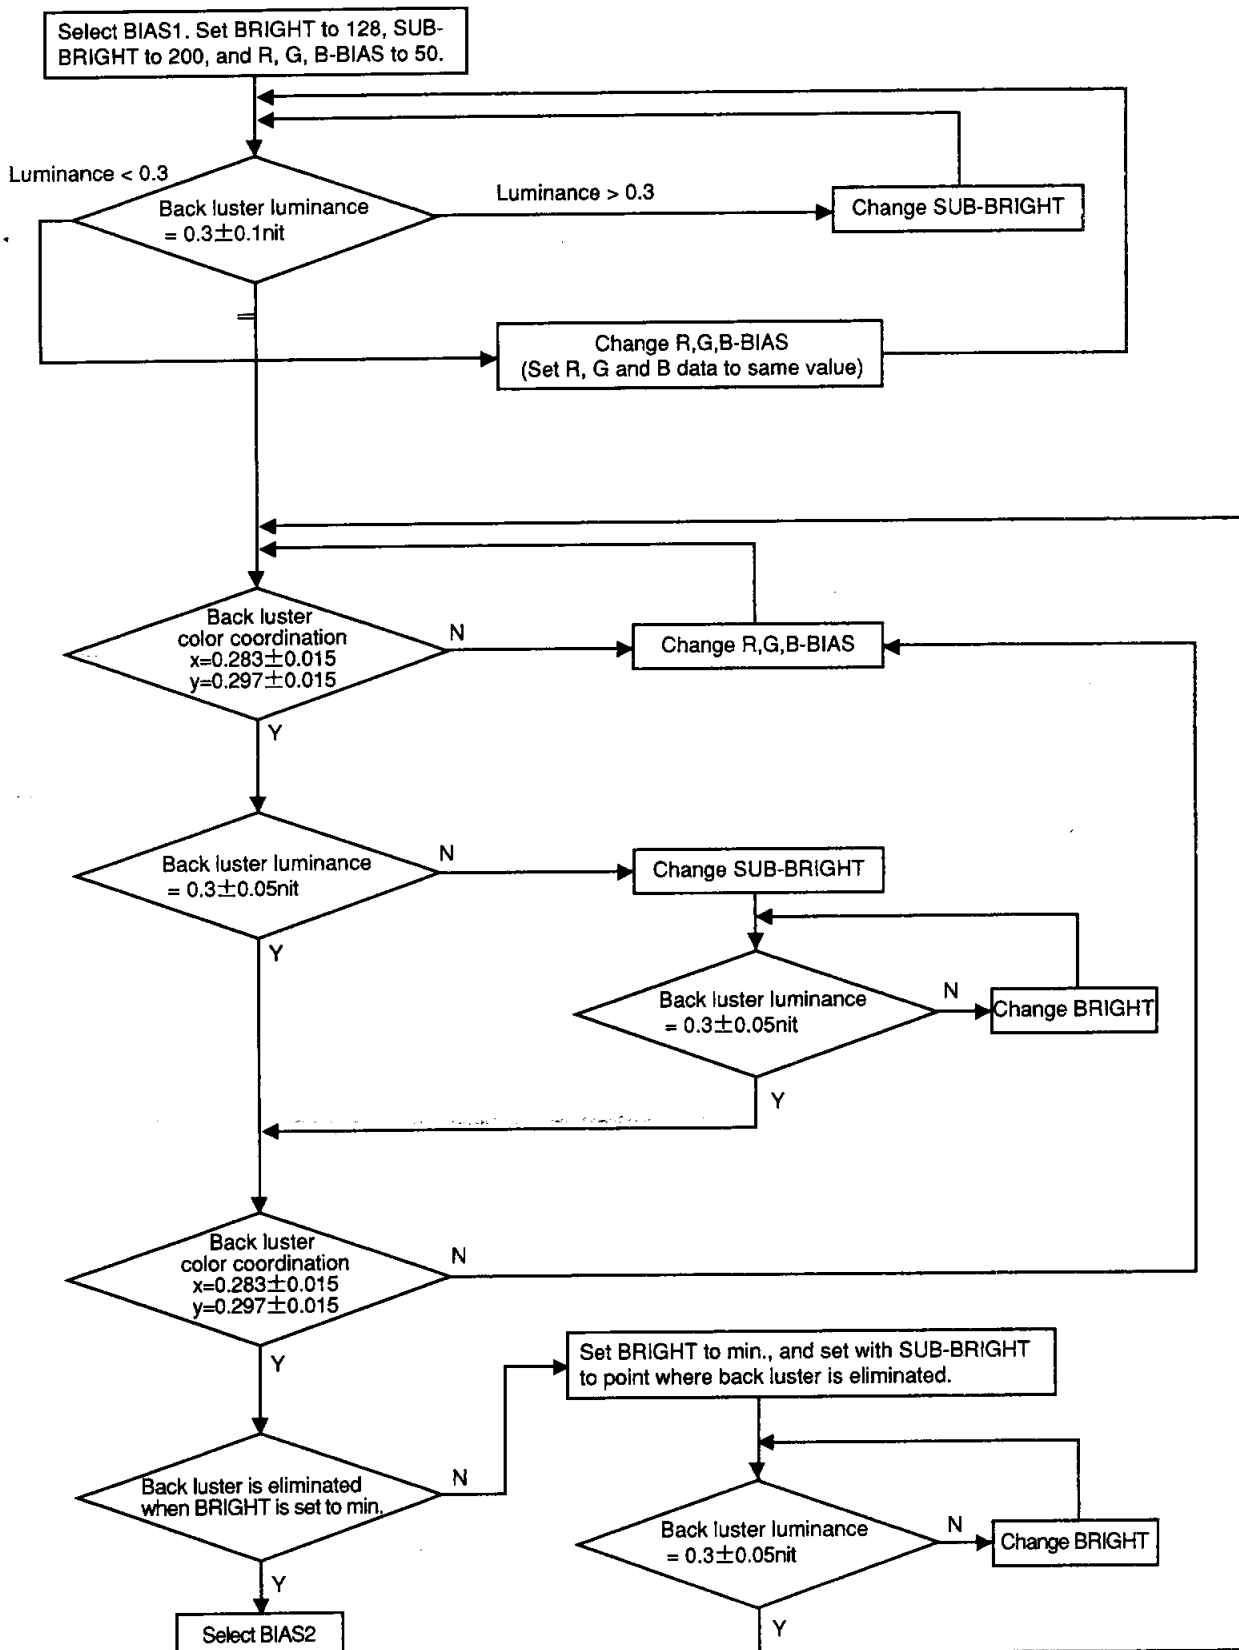 Select BIAS1. Set BRIGHT to 128, SUB-
BRIGHT to 200, and R, G, B-BIAS to 50.
Luminance < 0.3
Back luster luminance
= 0.3±0.1nit
Luminance > 0.3
Change SUB-BRIGHT
=
Change R,G,B-BIAS
(Set R, G and B data to same value)
Back luster
color coordination
x=0.283±0.015
y=0.297±0.015
N
Change R,G,B-BIAS
Y
Back luster luminance
= 0.3±0.05nit
N
Change SUB-BRIGHT
Y
Back luster luminance
= 0.3±0.05nit
N
Change BRIGHT
Y
Back luster
color coordination
x=0.283±0.015
y=0.297±0.015
N
Y
Set BRIGHT to min., and set with SUB-BRIGHT
to point where back luster is eliminated.
Back luster is eliminated
when BRIGHT is set to min.
N
Back luster luminance
= 0.3±0.05nit
N
Change BRIGHT
Y
Y
Select BIAS2